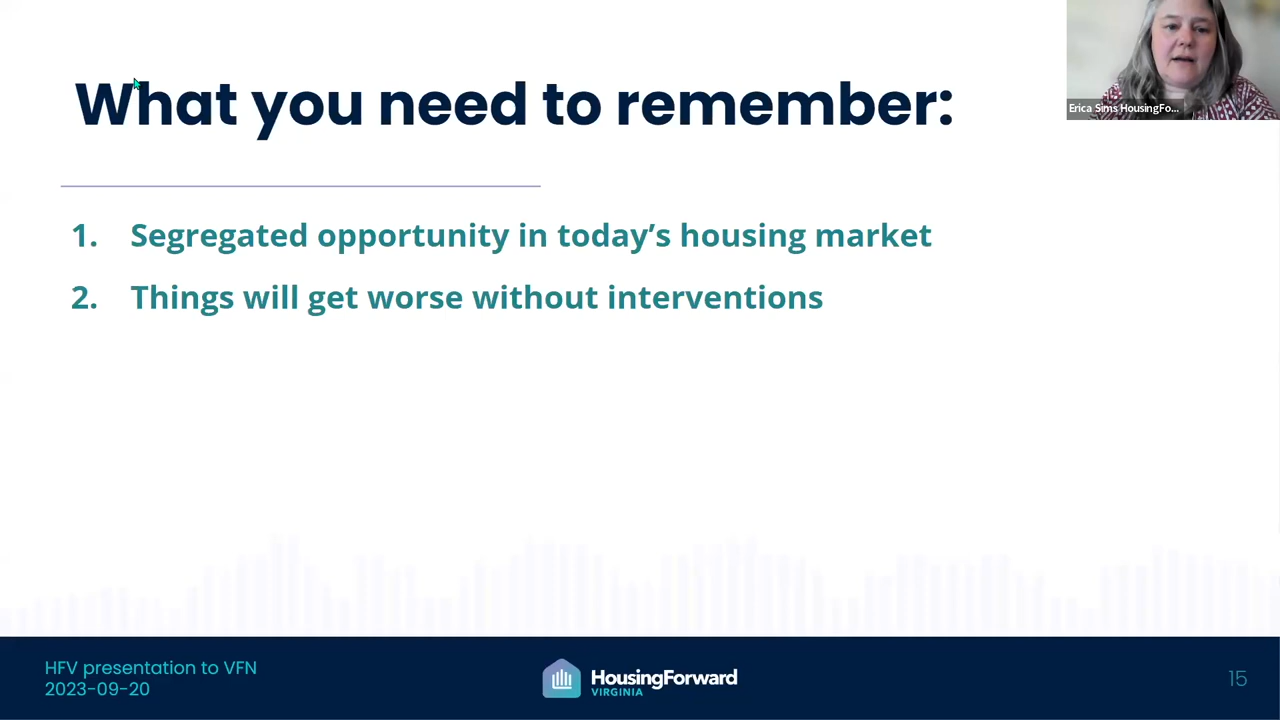 What you need to remember:
Erica Sims HousingFo...
1. Segregated opportunity in today's housing market
2. Things will get worse without interventions
HFV presentation to VFN
2023-09-20
HousingForward
VIRGINIA
15